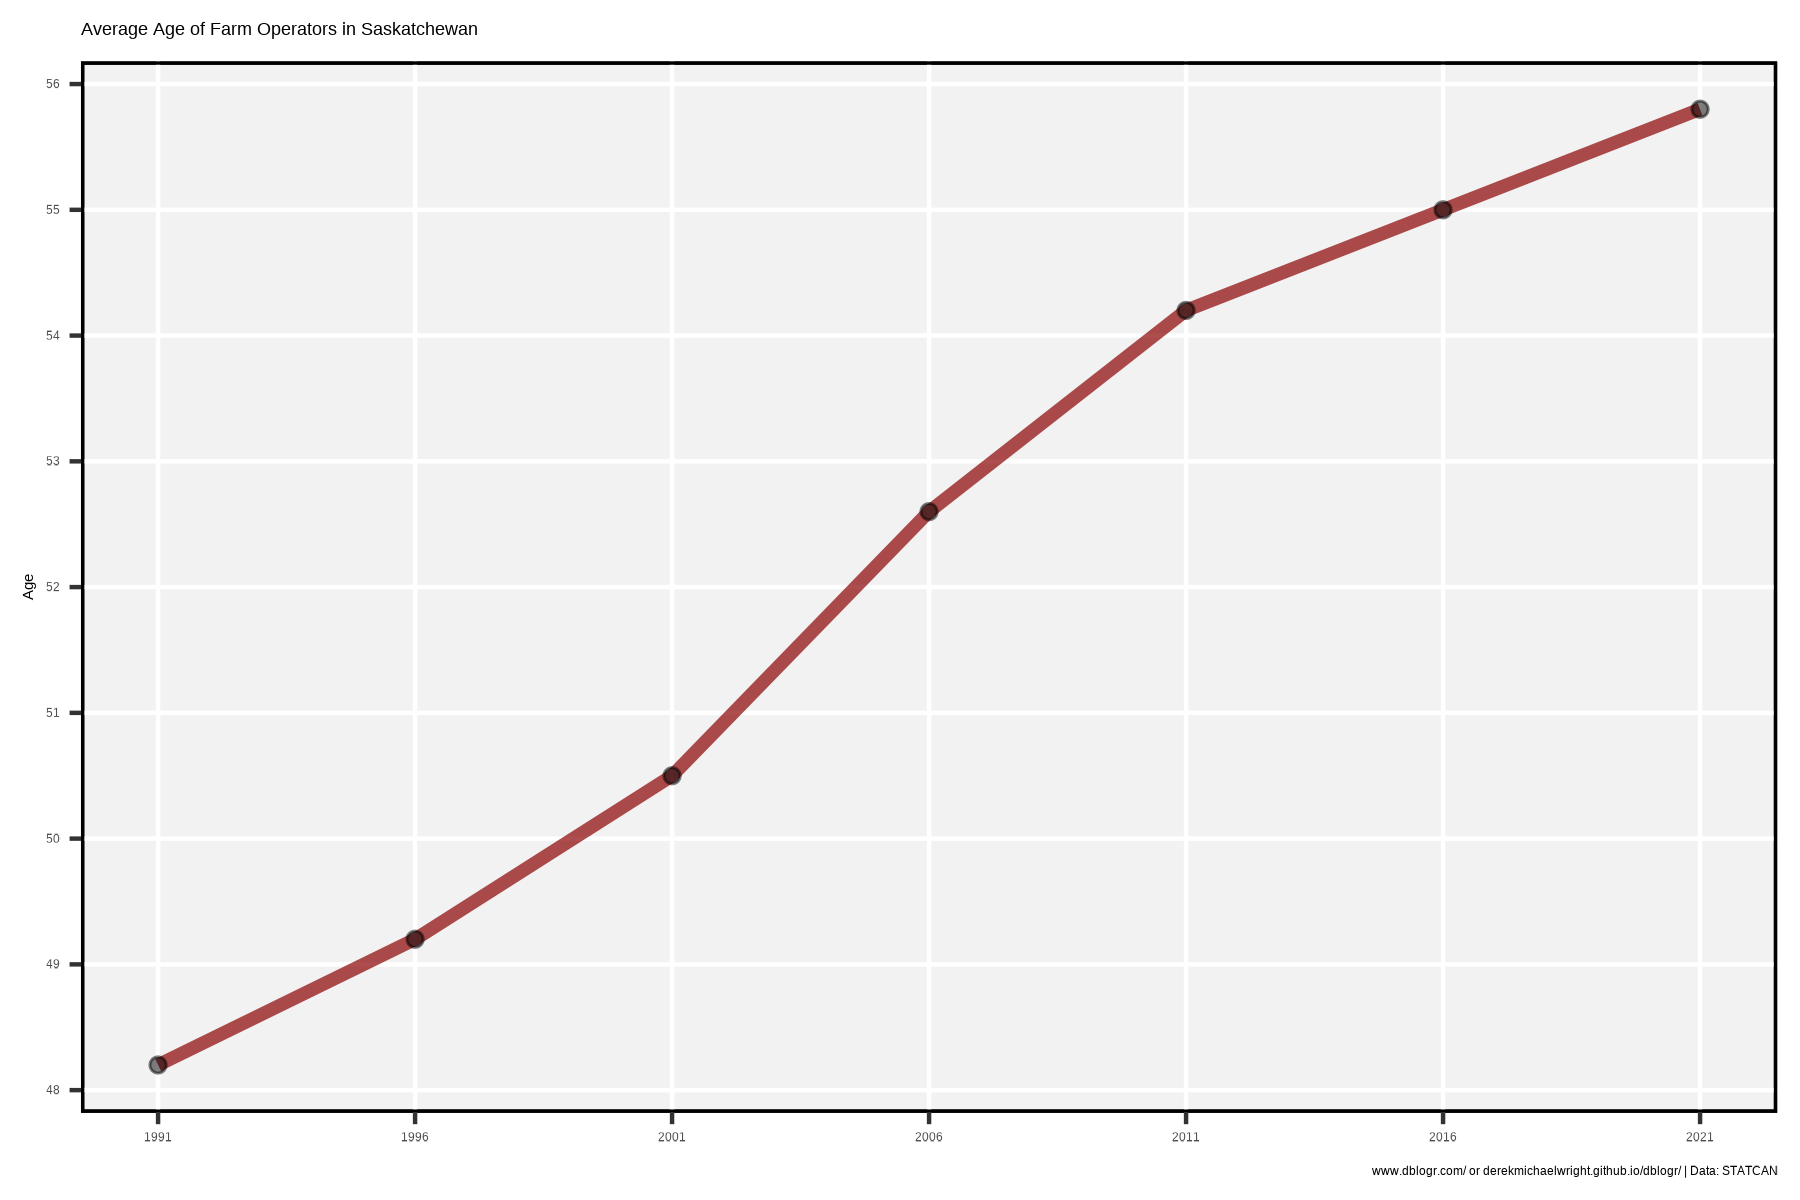 Average Age of Farm Operators in Saskatchewan
56
55
54
53
52
51
50
49
48
Age
1991 1996 2001 2006 2011 2016 2021
www.dblogr.com/ or derekmichaelwright.github.io/dblogr/ | Data: STATCAN